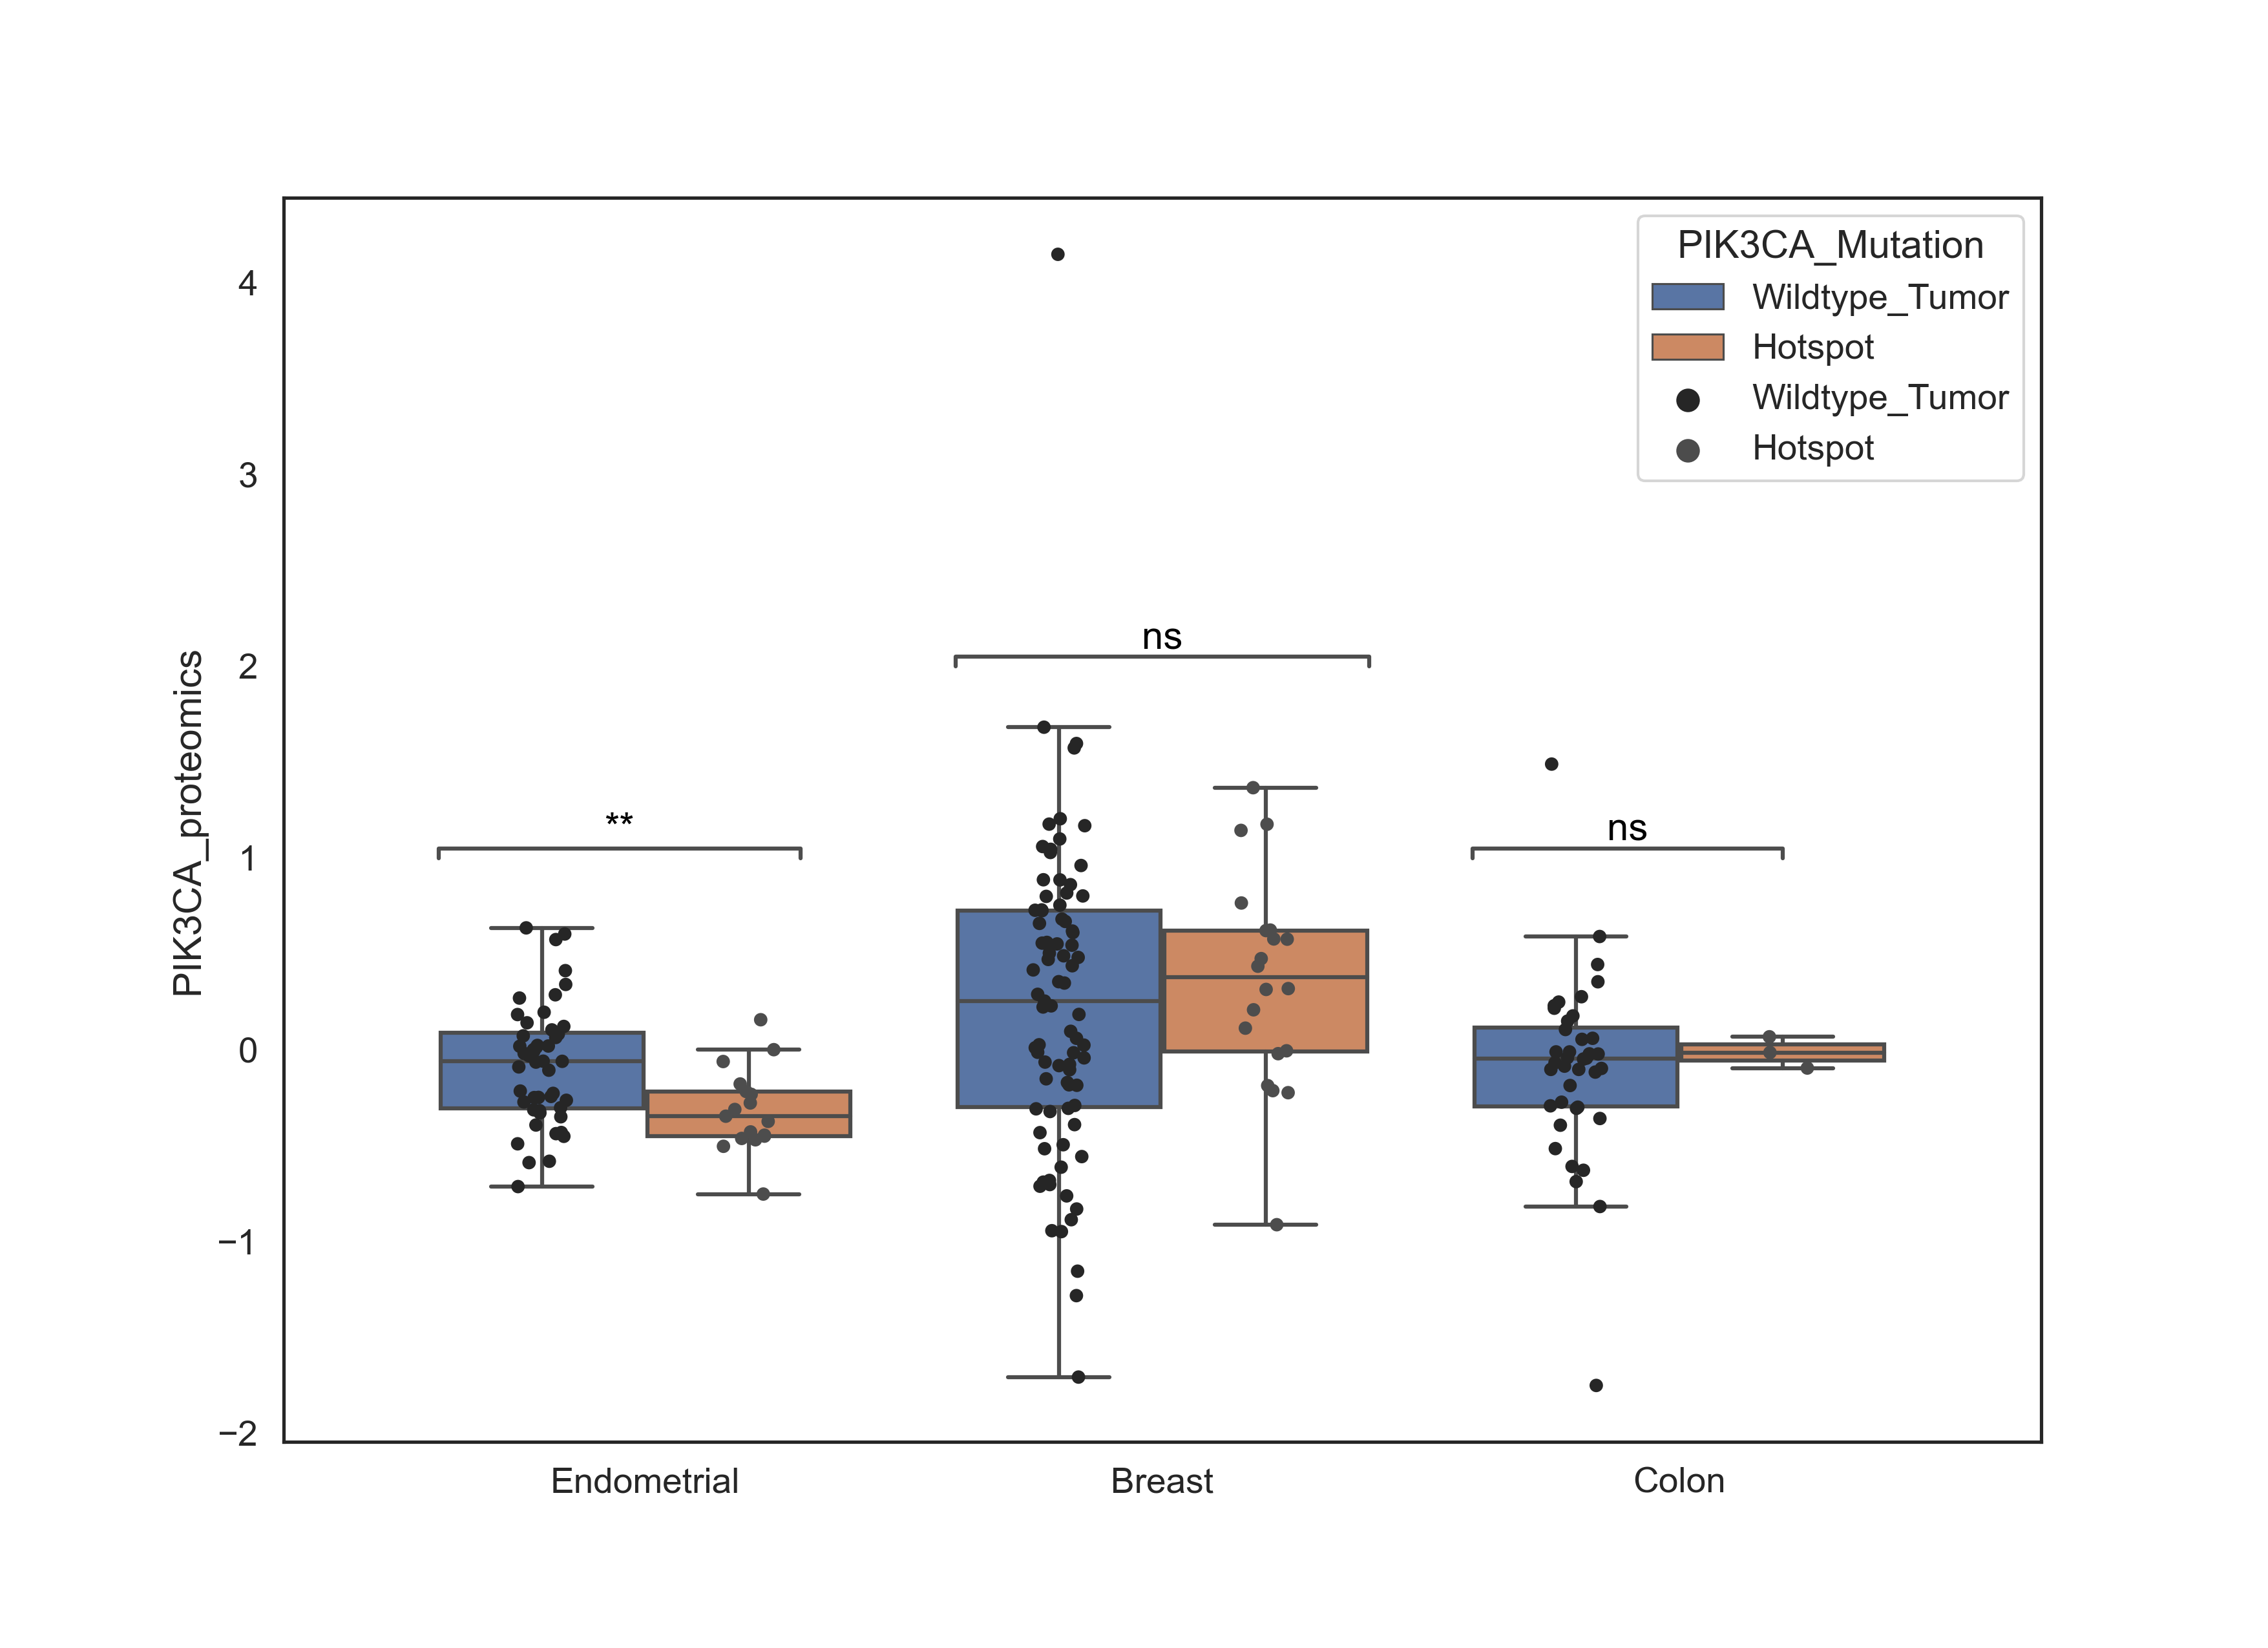 PIK3CA_Mutation
Wildtype_Tumor
Hotspot
Wildtype_Tumor
Hotspot
PIK3CA_proteomics
4
3
2
1
0
−1
−2
**
ns
ns
Endometrial
Breast
Colon